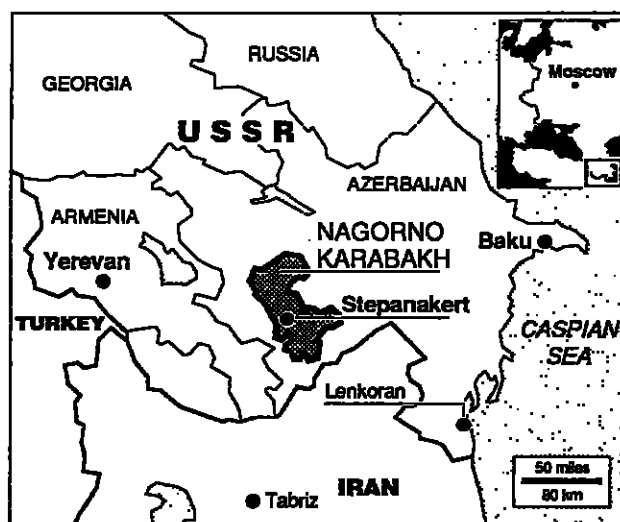 RUSSIA
GEORGIA
Moscow
USSR
AZERBAIJAN
ARMENIA
NAGORNO
KARABAKH
Baku
Yerevan
Stepanakert
TURKEY
CASPIAN
SEA
Lenkoran
50 miles
80 km
IRAN
Tabriz